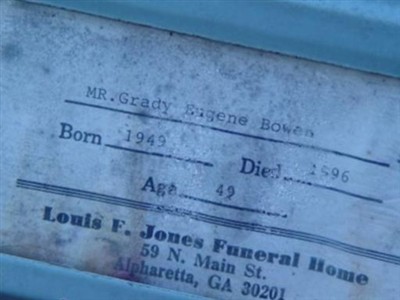 MR.Grady Eugene Bowen
Born 1949 Died 1996
Age 49
Louis F. Jones Funeral Home
59 N. Main St.
Alpharetta, GA 30201